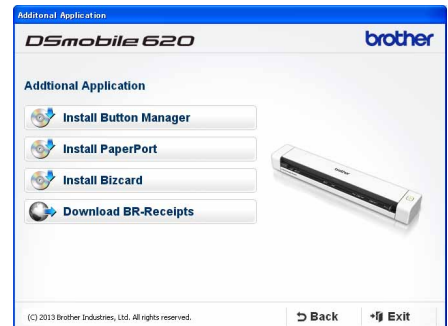 Additonal Application
DSmobile 620
brother
Addtional Application
Install Button Manager
Install PaperPort
Install Bizcard
Download BR-Receipts
brother
(C) 2013 Brother Industries, Ltd. All rights reserved.
Back
Exit